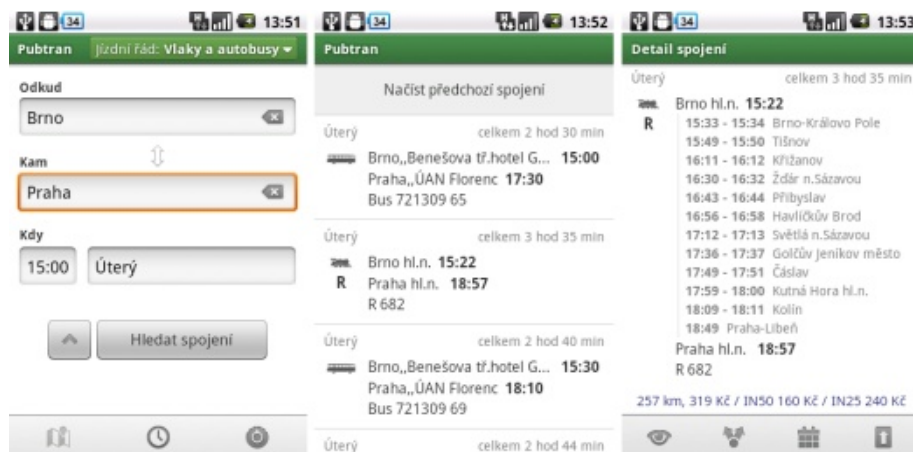 34 13:51
Pubtran Jízdní řád: Vlaky a autobusy
Odkud
Brno
Kam
Praha
Kdy
15:00 Úterý
Hledat spojení
34 13:52
Pubtran
Načíst předchozí spojení
Úterý celkem 2 hod 30 min
Brno,,Benešova tř.hotel G... 15:00
Praha,,ÚAN Florenc 17:30
Bus 721309 65
Úterý celkem 3 hod 35 min
Brno hl.n. 15:22
R Praha hl.n. 18:57
R 682
Úterý celkem 2 hod 40 min
Brno,,Benešova tř.hotel G... 15:30
Praha,,ÚAN Florenc 18:10
Bus 721309 69
Úterý celkem 2 hod 44 min
34 13:53
Detail spojení
Úterý celkem 3 hod 35 min
Brno hl.n. 15:22
R 15:33 - 15:34 Brno-Královo Pole
15:49 - 15:50 Tišnov
16:11 - 16:12 Křižanov
16:30 - 16:32 Žďár n.Sázavou
16:43 - 16:44 Přibyslav
16:56 - 16:58 Havlíčkův Brod
17:12 - 17:13 Světlá n.Sázavou
17:36 - 17:37 Golčův Jeníkov město
17:49 - 17:51 Čáslav
17:59 - 18:00 Kutná Hora hl.n.
18:09 - 18:11 Kolín
18:49 Praha-Libeň
Praha hl.n. 18:57
R 682
257 km, 319 Kč / IN50 160 Kč / IN25 240 Kč